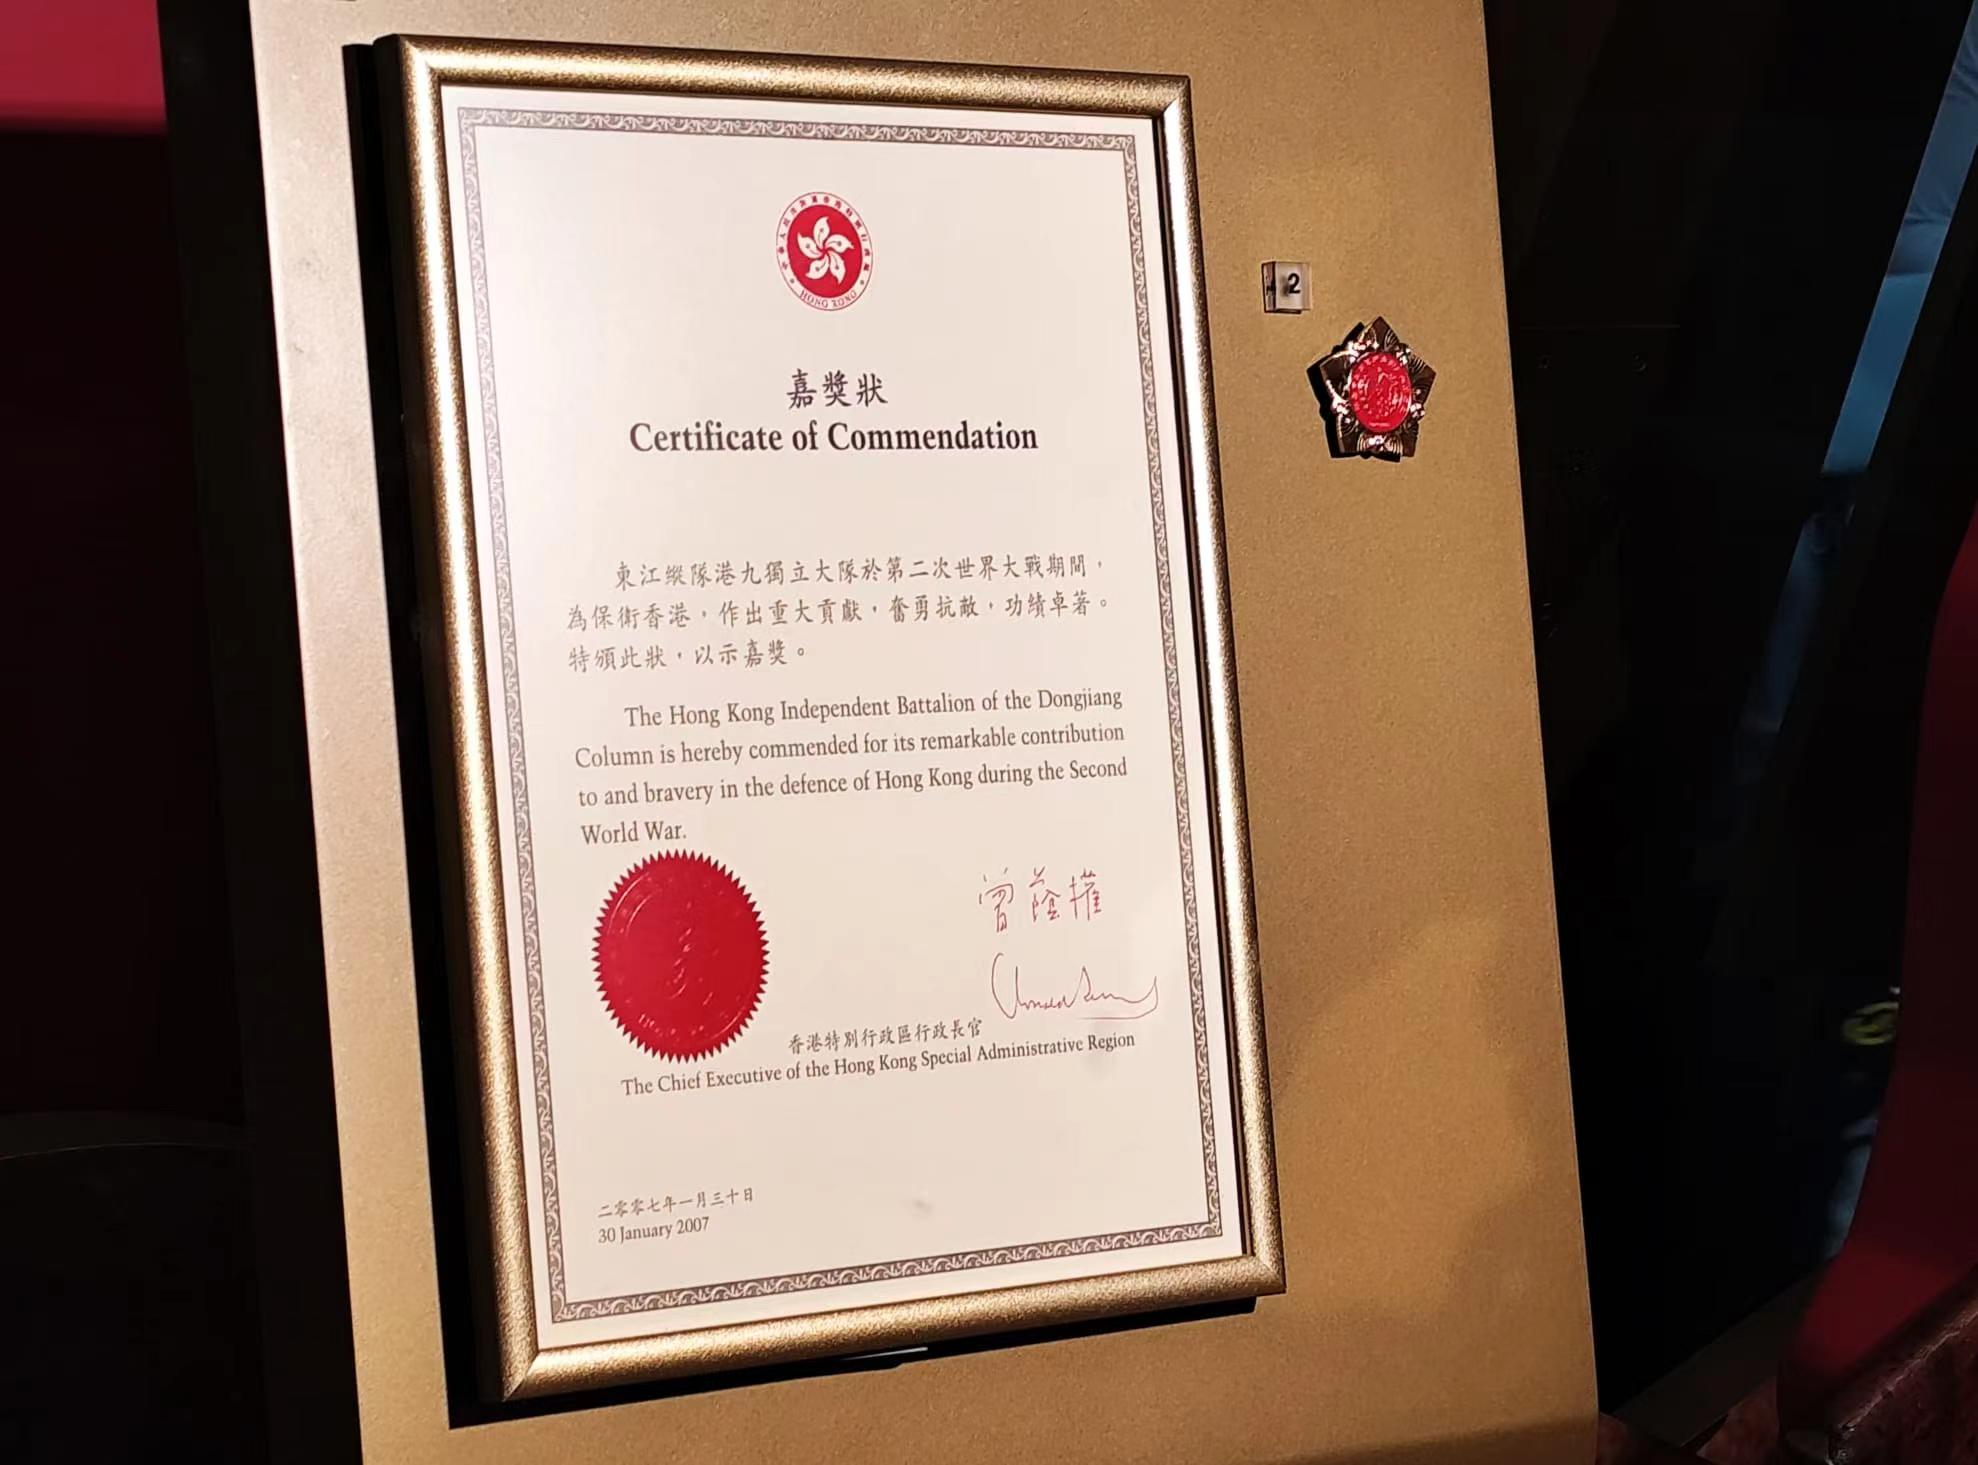 HONG KONG
嘉獎狀
Certificate of Commendation
2
東江縱隊港九獨立大隊於第二次世界大戰期間，
為保衛香港，作出重大貢獻，奮勇抗敵，功績卓著。
特頒此狀，以示嘉獎。
The Hong Kong Independent Battalion of the Dongjiang
Column is hereby commended for its remarkable contribution
to and bravery in the defence of Hong Kong during the Second
World War.
曾蔭權
香港特別行政區行政長官
The Chief Executive of the Hong Kong Special Administrative Region
二零零七年一月三十日
30 January 2007